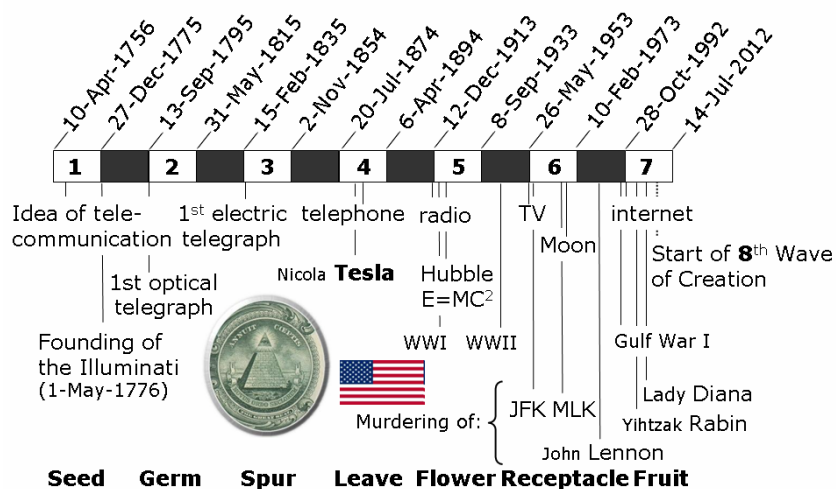 10-Apr-1756
27-Dec-1775
13-Sep-1795
31-May-1815
15-Feb-1835
2-Nov-1854
20-Jul-1874
6-Apr-1894
12-Dec-1913
8-Sep-1933
26-May-1953
10-Feb-1973
28-Oct-1992
14-Jul-2012
1 2 3 4 5 6 7
Idea of tele-
communication
1st optical
telegraph
Founding of
the Illuminati
(1-May-1776)
1st electric
telegraph
telephone
Nicola Tesla
radio
Hubble
E=MC2
WWI
WWII
TV
Moon
internet
Start of 8th Wave
of Creation
Gulf War I
Lady Diana
Yihtzak Rabin
Murdering of:
JFK MLK
John Lennon
ANNUIT COEPTIS
Seed Germ Spur Leave Flower Receptacle Fruit